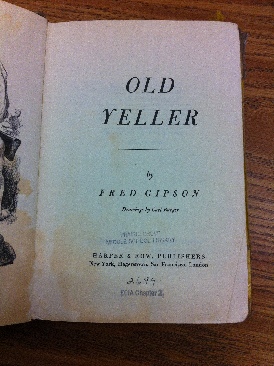 OLD
YELLER
by
FRED GIPSON
Drawings by Carl Burger
HARPER & ROW, PUBLISHERS
New York, Evanston, San Francisco, London